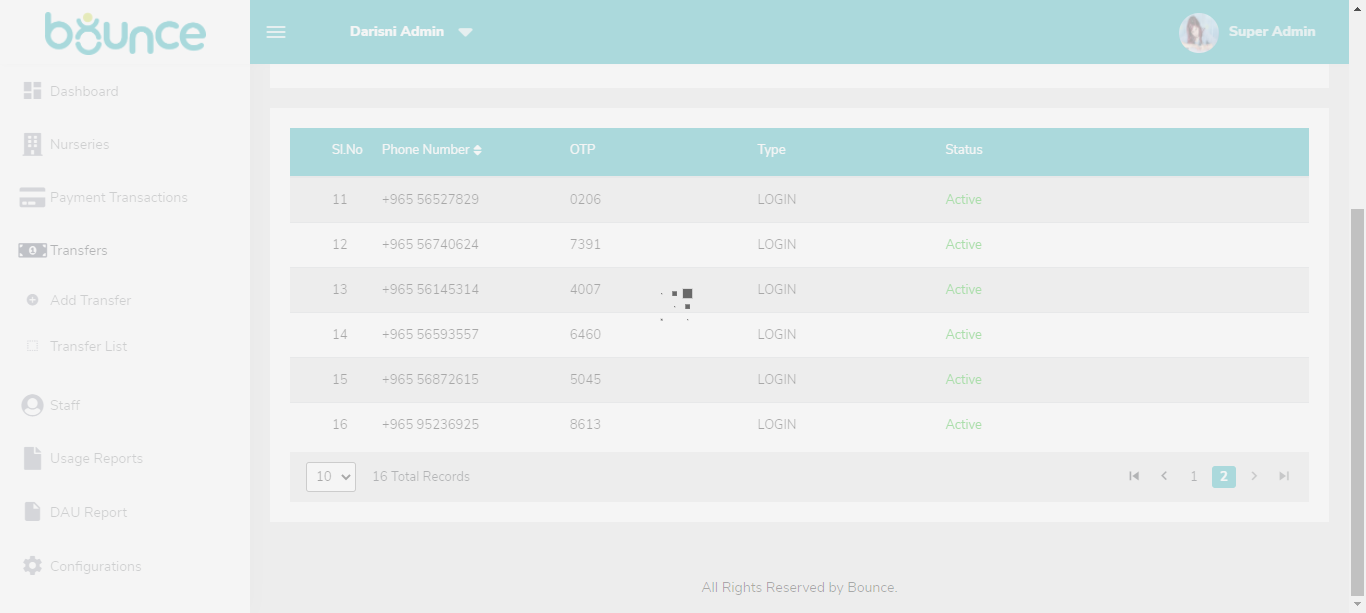 bounce
Darisni Admin
Super Admin
Dashboard
Nurseries
Payment Transactions
Transfers
Add Transfer
Transfer List
Staff
Usage Reports
DAU Report
Configurations
Sl.No Phone Number OTP Type Status
11 +965 56527829 0206 LOGIN Active
12 +965 56740624 7391 LOGIN Active
13 +965 56145314 4007 LOGIN Active
14 +965 56593557 6460 LOGIN Active
15 +965 56872615 5045 LOGIN Active
16 +965 95236925 8613 LOGIN Active
10 16 Total Records 1 2
All Rights Reserved by Bounce.